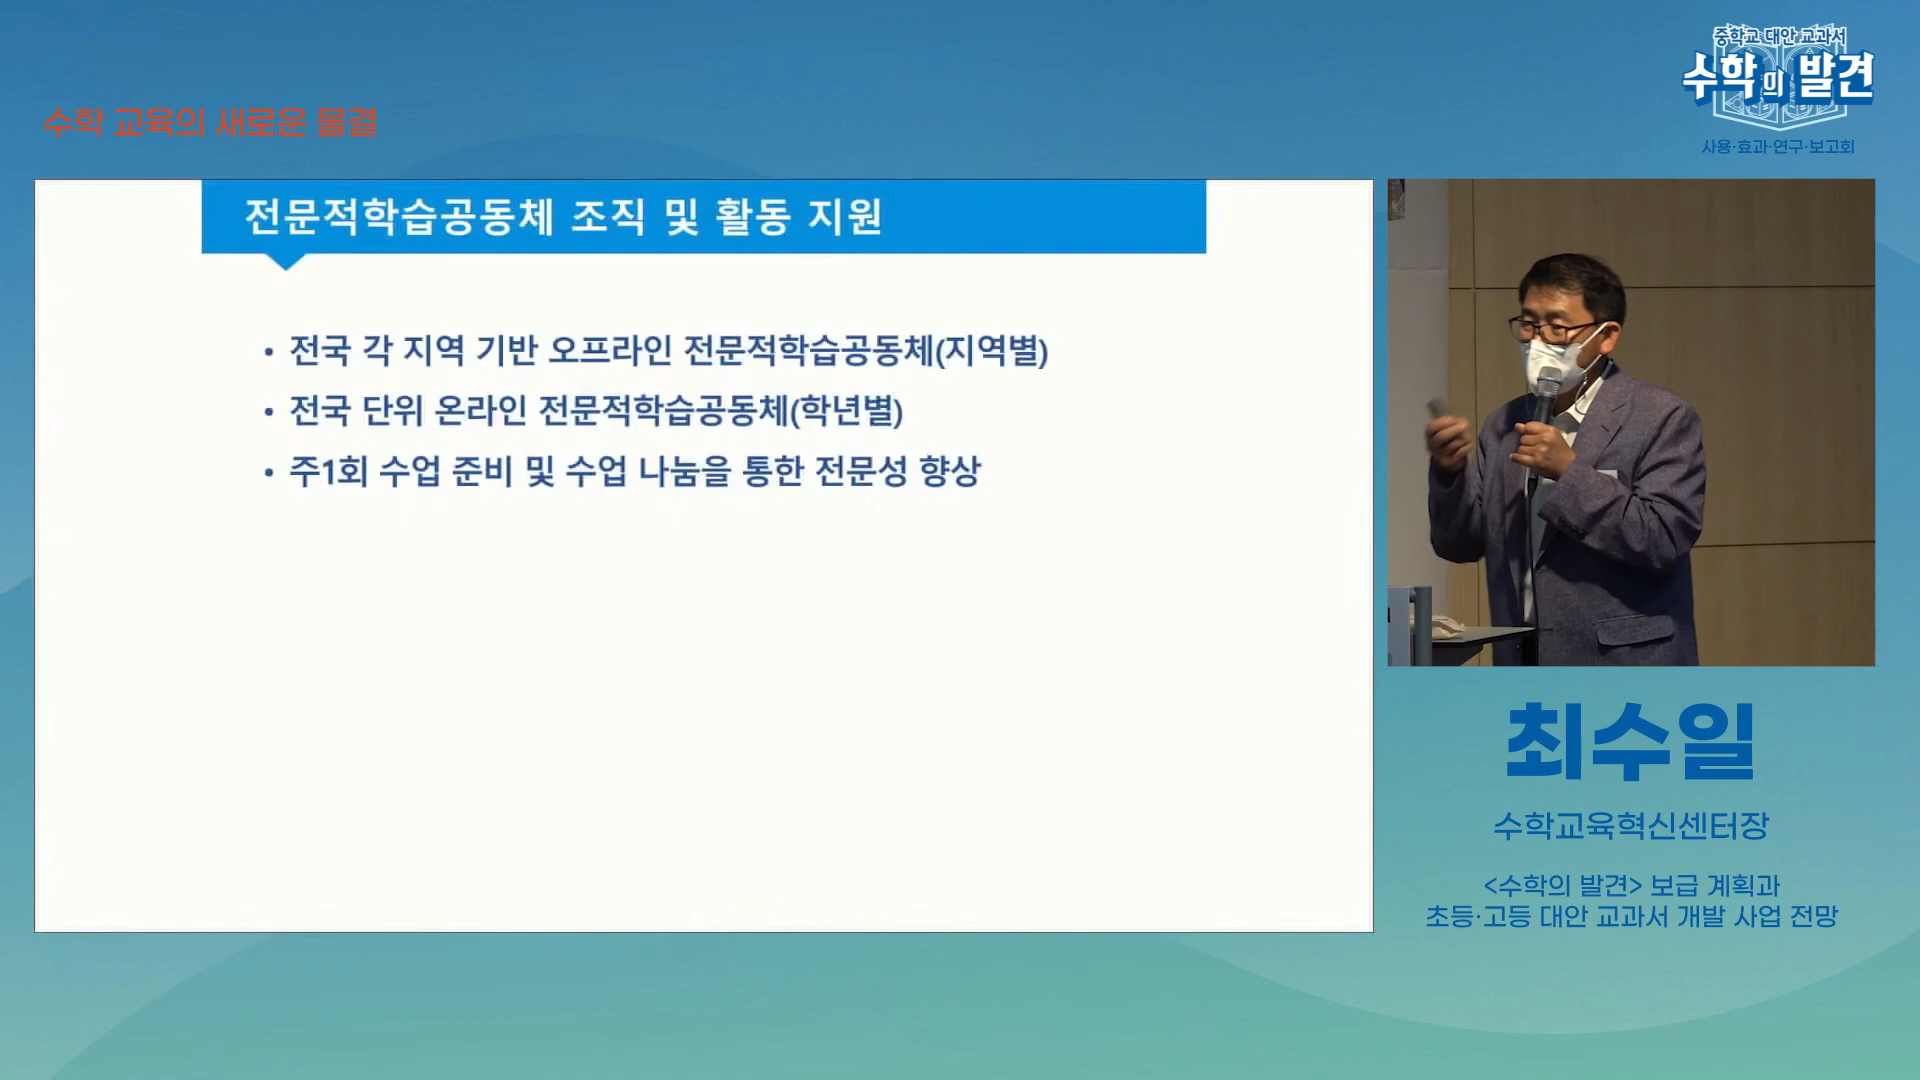 중학교 대안 교과서
수학의 발견
사용·효과·연구·보고회
수학 교육의 새로운 물결
전문적학습공동체 조직 및 활동 지원
• 전국 각 지역 기반 오프라인 전문적학습공동체(지역별)
• 전국 단위 온라인 전문적학습공동체(학년별)
• 주1회 수업 준비 및 수업 나눔을 통한 전문성 향상
최수일
수학교육혁신센터장
<수학의 발견> 보급 계획과
초등·고등 대안 교과서 개발 사업 전망